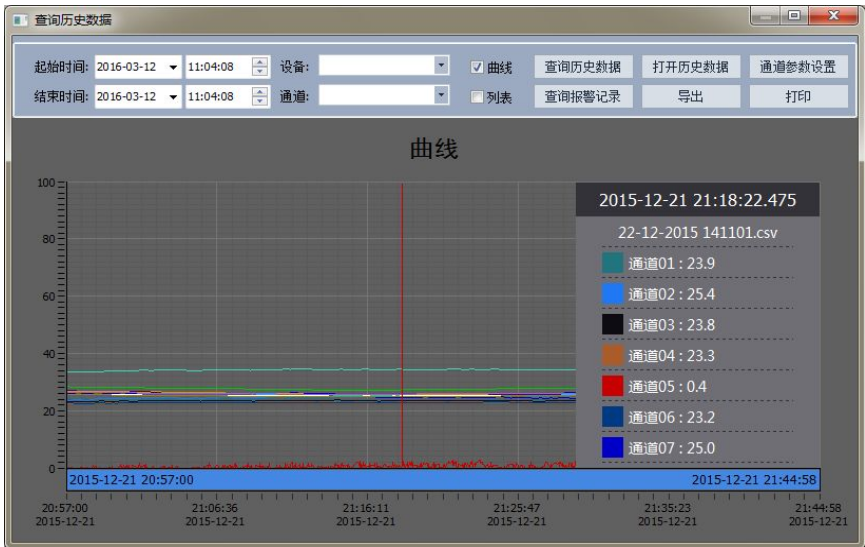 查询历史数据
起始时间: 2016-03-12 11:04:08 设备: 曲线 查询历史数据 打开历史数据 通道参数设置
结束时间: 2016-03-12 11:04:08 通道: 列表 查询报警记录 导出 打印
曲线
100
80
60
40
20
0
2015-12-21 21:18:22.475
22-12-2015 141101.csv
通道01 : 23.9
通道02 : 25.4
通道03 : 23.8
通道04 : 23.3
通道05 : 0.4
通道06 : 23.2
通道07 : 25.0
2015-12-21 20:57:00 2015-12-21 21:44:58
20:57:00 21:06:36 21:16:11 21:25:47 21:35:23 21:44:58
2015-12-21 2015-12-21 2015-12-21 2015-12-21 2015-12-21 2015-12-21